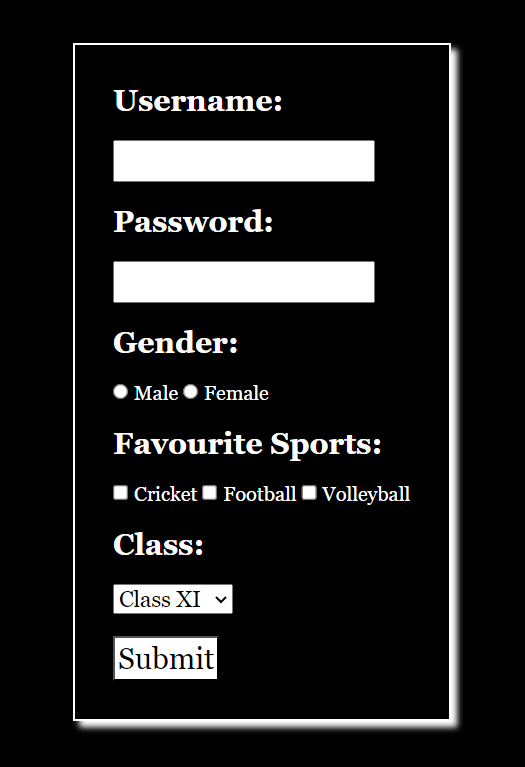 Username:
Password:
Gender:
Male Female
Favourite Sports:
Cricket Football Volleyball
Class:
Class XI
Submit